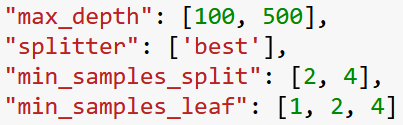 "max_depth": [100, 500],
"splitter": ['best'],
"min_samples_split": [2, 4],
"min_samples_leaf": [1, 2, 4]